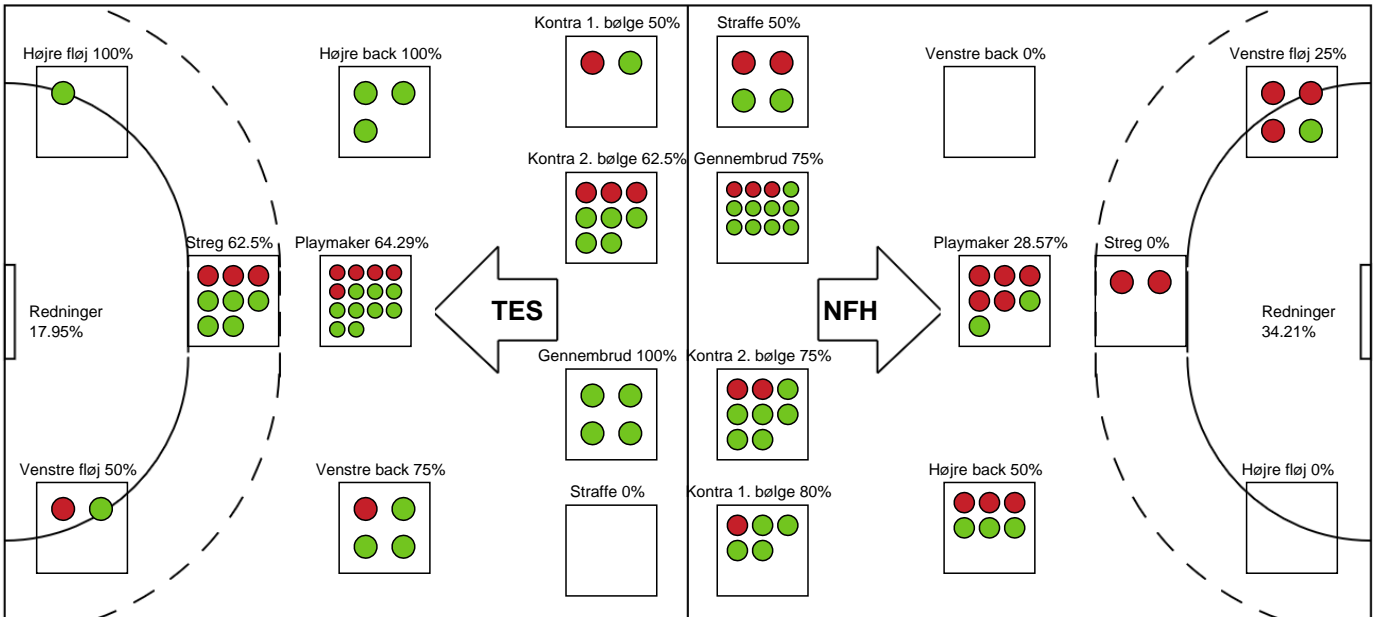 Kontra 1. bølge 50%
Straffe 50%
Højre fløj 100%
Højre back 100%
Venstre back 0%
Venstre fløj 25%
Kontra 2. bølge 62.5%
Gennembrud 75%
Streg 62.5%
Playmaker 64.29%
Playmaker 28.57%
Streg 0%
Redninger
17.95%
TES
NFH
Redninger
34.21%
Gennembrud 100%
Kontra 2. bølge 75%
Venstre fløj 50%
Venstre back 75%
Straffe 0%
Kontra 1. bølge 80%
Højre back 50%
Højre fløj 0%